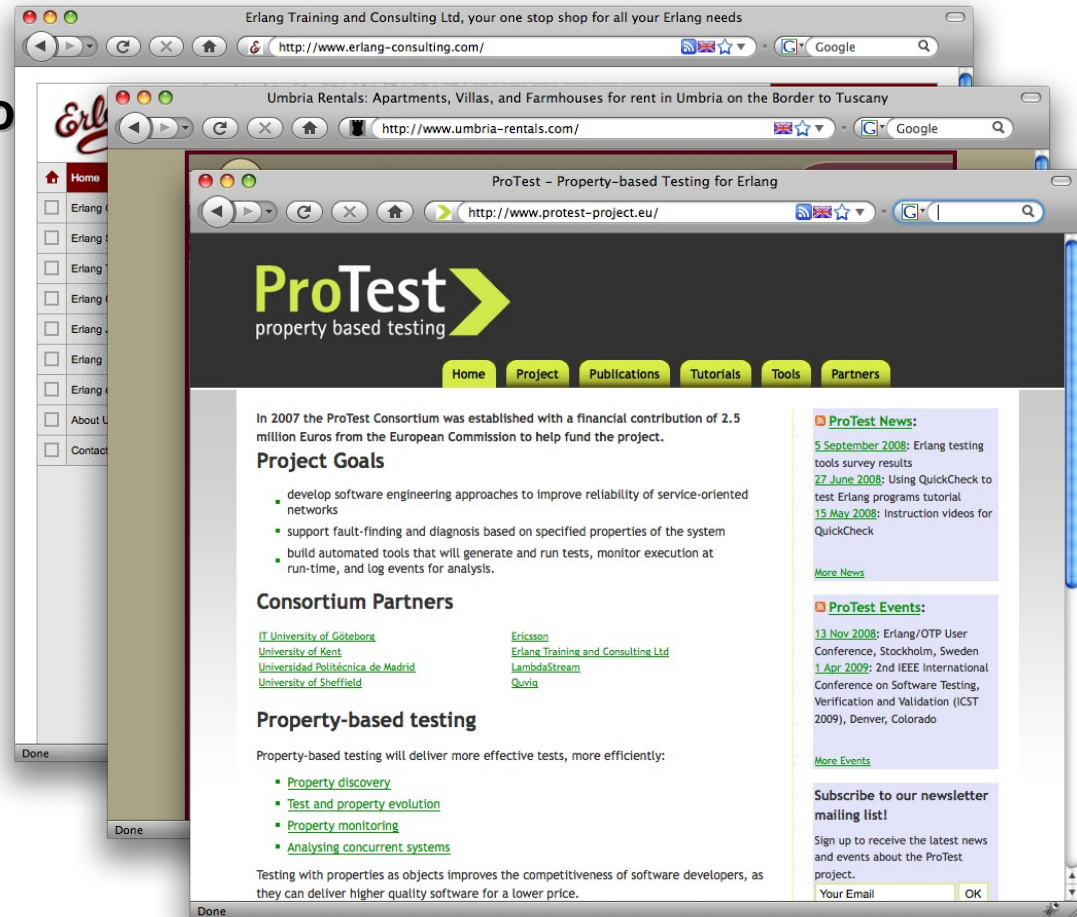 Erlang Training and Consulting Ltd, your one stop shop for all your Erlang needs
http://www.erlang-consulting.com/
Google
Home
Erlang
Erlang
Erlang
Erlang
Erlang
Erlang
Erlang
About
Contact
Done
Umbria Rentals: Apartments, Villas, and Farmhouses for rent in Umbria on the Border to Tuscany
http://www.umbria-rentals.com/
Google
Done
ProTest – Property-based Testing for Erlang
http://www.protest-project.eu/
ProTest
property based testing
Home Project Publications Tutorials Tools Partners
In 2007 the ProTest Consortium was established with a financial contribution of 2.5
million Euros from the European Commission to help fund the project.
Project Goals
develop software engineering approaches to improve reliability of service-oriented
networks
support fault-finding and diagnosis based on specified properties of the system
build automated tools that will generate and run tests, monitor execution at
run-time, and log events for analysis.
Consortium Partners
IT University of Göteborg
University of Kent
Universidad Politécnica de Madrid
University of Sheffield
Ericsson
Erlang Training and Consulting Ltd
LambdaStream
Quviq
Property-based testing
Property-based testing will deliver more effective tests, more efficiently:
Property discovery
Test and property evolution
Property monitoring
Analysing concurrent systems
Testing with properties as objects improves the competitiveness of software developers, as
they can deliver higher quality software for a lower price.
ProTest News:
5 September 2008: Erlang testing
tools survey results
27 June 2008: Using QuickCheck to
test Erlang programs tutorial
15 May 2008: Instruction videos for
QuickCheck
More News
ProTest Events:
13 Nov 2008: Erlang/OTP User
Conference, Stockholm, Sweden
1 Apr 2009: 2nd IEEE International
Conference on Software Testing,
Verification and Validation (ICST
2009), Denver, Colorado
More Events
Subscribe to our newsletter
mailing list!
Sign up to receive the latest news
and events about the ProTest
project.
Your Email OK
Done